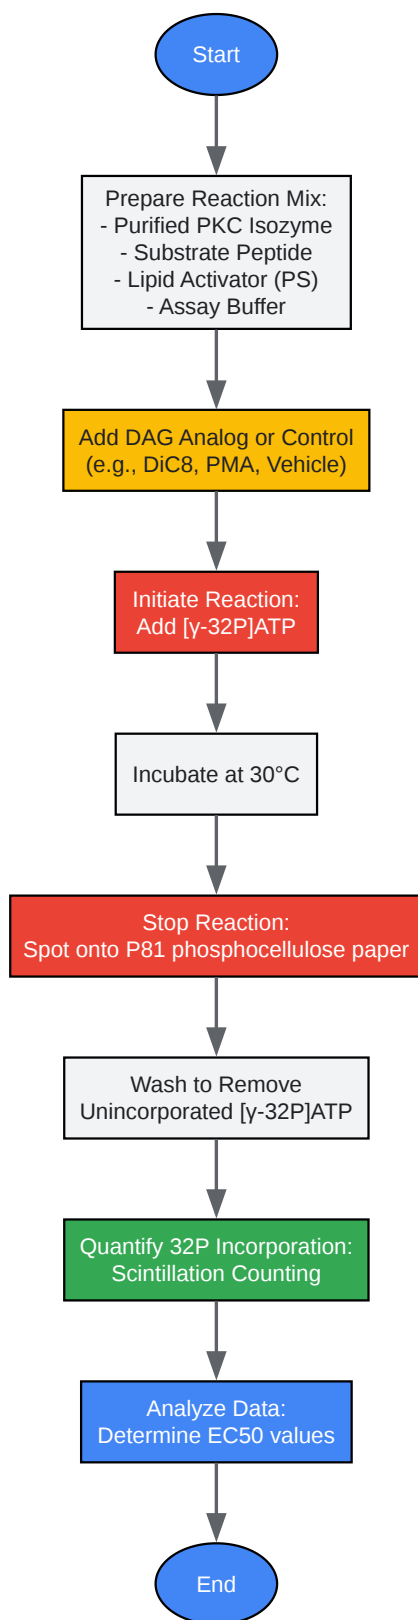 Start
Prepare Reaction Mix:
- Purified PKC Isozyme
- Substrate Peptide
- Lipid Activator (PS)
- Assay Buffer
Add DAG Analog or Control
(e.g., DiC8, PMA, Vehicle)
Initiate Reaction:
Add [γ-32P]ATP
Incubate at 30°C
Stop Reaction:
Spot onto P81 phosphocellulose paper
Wash to Remove
Unincorporated [γ-32P]ATP
Quantify 32P Incorporation:
Scintillation Counting
Analyze Data:
Determine EC50 values
End